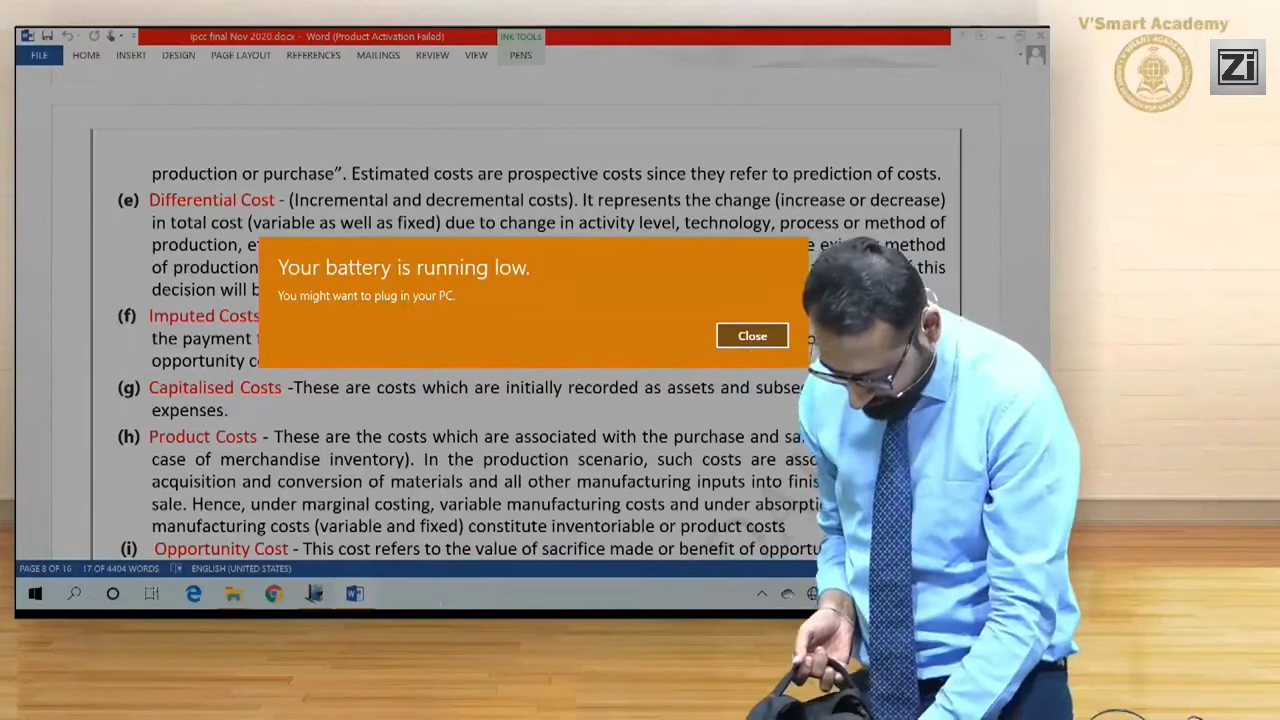 V'Smart Academy
Zi
ipcc final Nov 2020.docx - Word (Product Activation Failed)
INK TOOLS
FILE HOME INSERT DESIGN PAGE LAYOUT REFERENCES MAILINGS REVIEW VIEW PENS
production or purchase”. Estimated costs are prospective costs since they refer to prediction of costs.
(e) Differential Cost - (Incremental and decremental costs). It represents the change (increase or decrease)
in total cost (variable as well as fixed) due to change in activity level, technology, process or method of
production, method
of production this
decision will b
Your battery is running low.
You might want to plug in your PC.
Close
(f) Imputed Costs
the payment
opportunity c
(g) Capitalised Costs -These are costs which are initially recorded as assets and subse
expenses.
(h) Product Costs - These are the costs which are associated with the purchase and sa
case of merchandise inventory). In the production scenario, such costs are asso
acquisition and conversion of materials and all other manufacturing inputs into finis
sale. Hence, under marginal costing, variable manufacturing costs and under absorpti
manufacturing costs (variable and fixed) constitute inventoriable or product costs
(i) Opportunity Cost - This cost refers to the value of sacrifice made or benefit of opportu
PAGE 8 OF 16 17 OF 4404 WORDS ENGLISH (UNITED STATES)